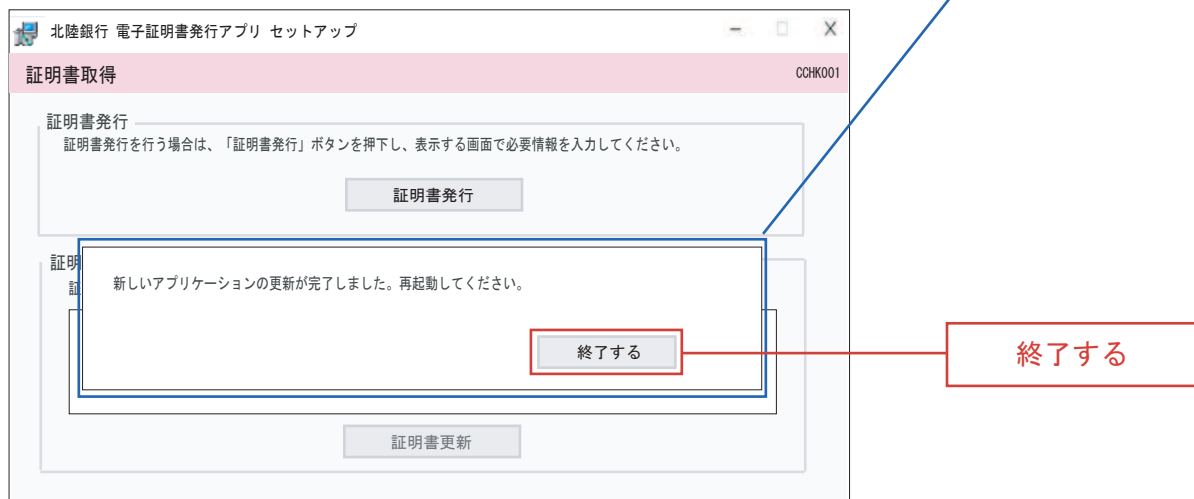 北陸銀行 電子証明書発行アプリ セットアップ
証明書取得
CCHK001
証明書発行
証明書発行を行う場合は、「証明書発行」ボタンを押下し、表示する画面で必要情報を入力してください。
証明書発行
証明
証
新しいアプリケーションの更新が完了しました。再起動してください。
終了する
終了する
証明書更新